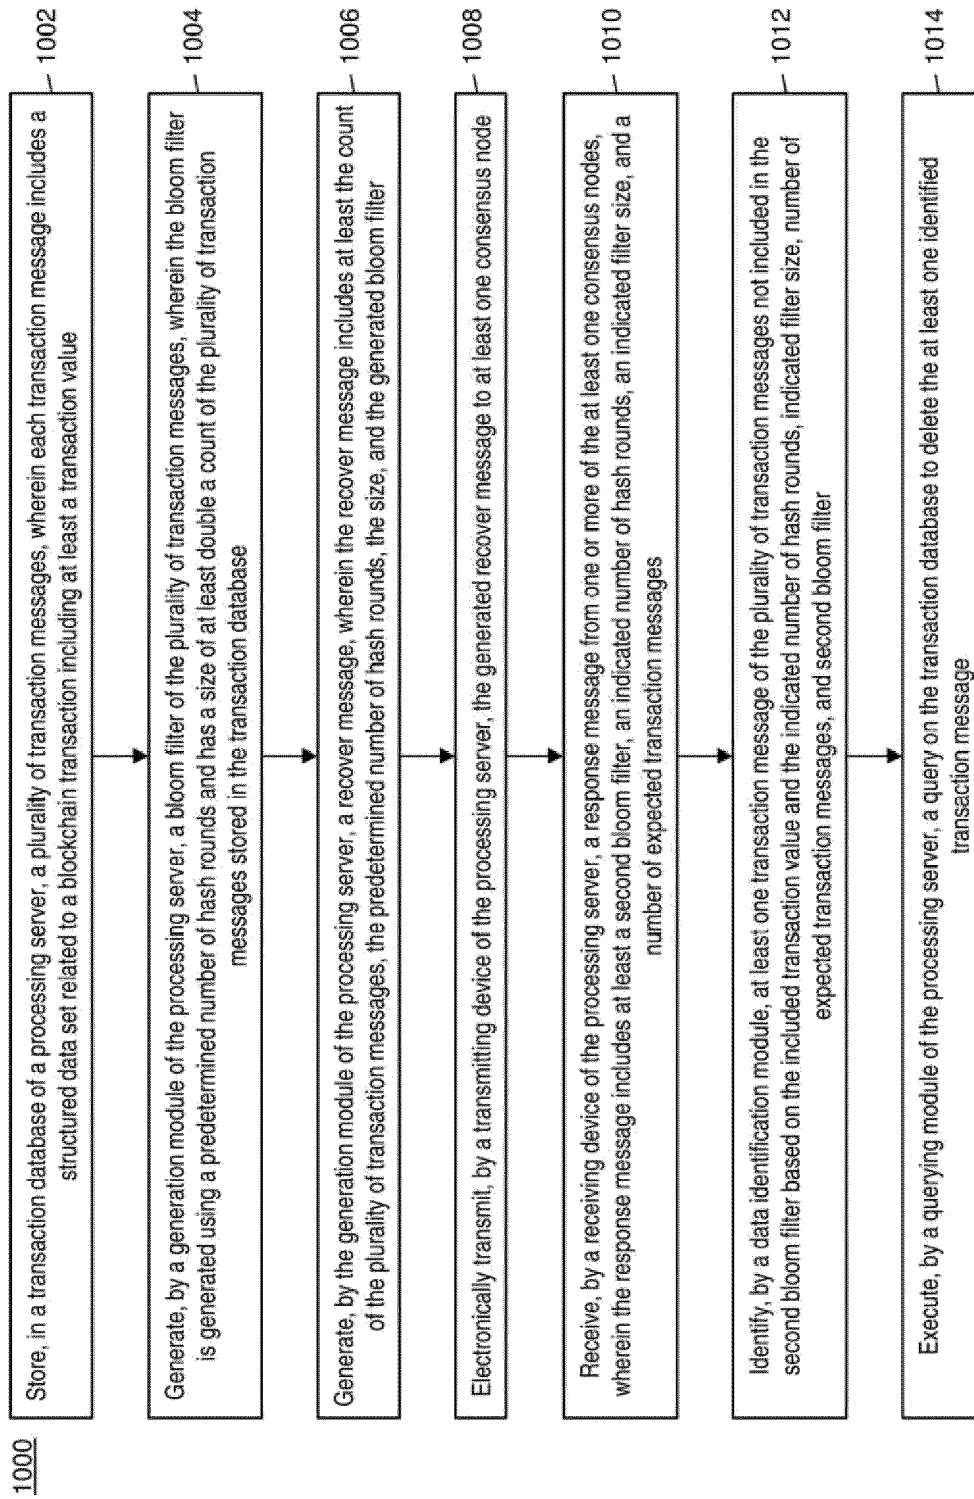 1000
Store, in a transaction database of a processing server, a plurality of transaction messages, wherein each transaction message includes a
structured data set related to a blockchain transaction including at least a transaction value
1002
Generate, by a generation module of the processing server, a bloom filter of the plurality of transaction messages, wherein the bloom filter
is generated using a predetermined number of hash rounds and has a size of at least double a count of the plurality of transaction
messages stored in the transaction database
1004
Generate, by the generation module of the processing server, a recover message, wherein the recover message includes at least the count
of the plurality of transaction messages, the predetermined number of hash rounds, the size, and the generated bloom filter
1006
Electronically transmit, by a transmitting device of the processing server, the generated recover message to at least one consensus node
1008
Receive, by a receiving device of the processing server, a response message from one or more of the at least one consensus nodes,
wherein the response message includes at least a second bloom filter, an indicated number of hash rounds, an indicated filter size, and a
number of expected transaction messages
1010
Identify, by a data identification module, at least one transaction message of the plurality of transaction messages not included in the
second bloom filter based on the included transaction value and the indicated number of hash rounds, indicated filter size, number of
expected transaction messages, and second bloom filter
1012
Execute, by a querying module of the processing server, a query on the transaction database to delete the at least one identified
transaction message
1014